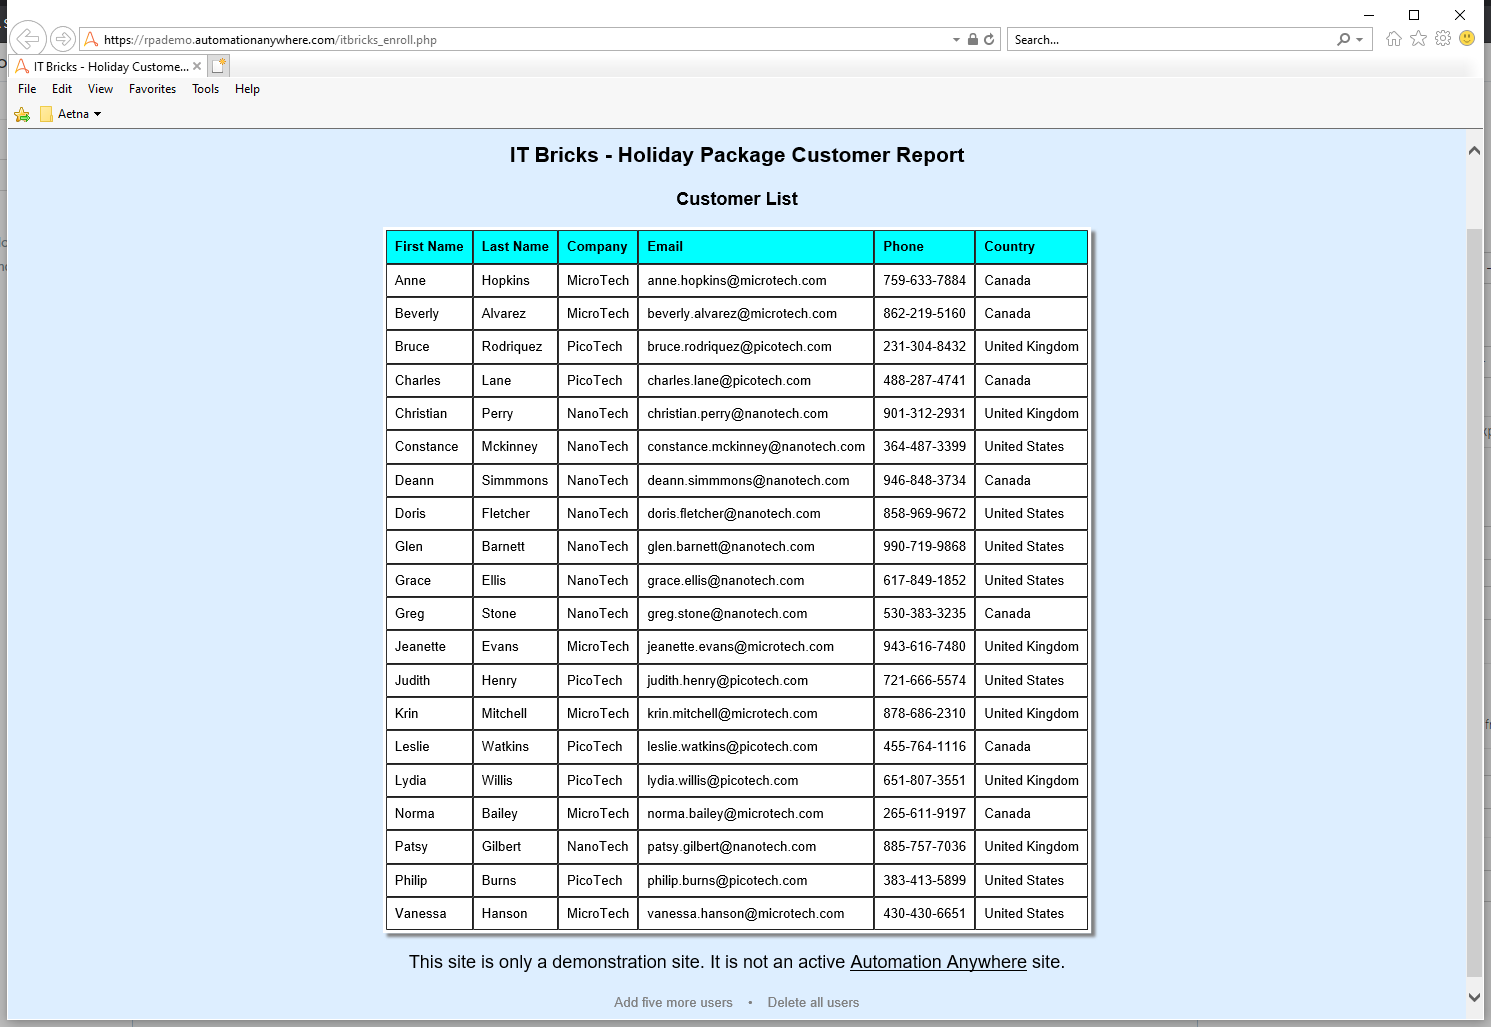 https://rpademo.automationanywhere.com/itbricks_enroll.php
Search...
IT Bricks - Holiday Custome...
File Edit View Favorites Tools Help
Aetna
IT Bricks - Holiday Package Customer Report
Customer List
First Name Last Name Company Email Phone Country
Anne Hopkins MicroTech anne.hopkins@microtech.com 759-633-7884 Canada
Beverly Alvarez MicroTech beverly.alvarez@microtech.com 862-219-5160 Canada
Bruce Rodriquez PicoTech bruce.rodriquez@picotech.com 231-304-8432 United Kingdom
Charles Lane PicoTech charles.lane@picotech.com 488-287-4741 Canada
Christian Perry NanoTech christian.perry@nanotech.com 901-312-2931 United Kingdom
Constance Mckinney NanoTech constance.mckinney@nanotech.com 364-487-3399 United States
Deann Simmmons NanoTech deann.simmmons@nanotech.com 946-848-3734 Canada
Doris Fletcher NanoTech doris.fletcher@nanotech.com 858-969-9672 United States
Glen Barnett NanoTech glen.barnett@nanotech.com 990-719-9868 United States
Grace Ellis NanoTech grace.ellis@nanotech.com 617-849-1852 United States
Greg Stone NanoTech greg.stone@nanotech.com 530-383-3235 Canada
Jeanette Evans MicroTech jeanette.evans@microtech.com 943-616-7480 United Kingdom
Judith Henry PicoTech judith.henry@picotech.com 721-666-5574 United States
Krin Mitchell MicroTech krin.mitchell@microtech.com 878-686-2310 United Kingdom
Leslie Watkins PicoTech leslie.watkins@picotech.com 455-764-1116 Canada
Lydia Willis PicoTech lydia.willis@picotech.com 651-807-3551 United Kingdom
Norma Bailey MicroTech norma.bailey@microtech.com 265-611-9197 Canada
Patsy Gilbert NanoTech patsy.gilbert@nanotech.com 885-757-7036 United Kingdom
Philip Burns PicoTech philip.burns@picotech.com 383-413-5899 United States
Vanessa Hanson MicroTech vanessa.hanson@microtech.com 430-430-6651 United States
This site is only a demonstration site. It is not an active Automation Anywhere site.
Add five more users • Delete all users